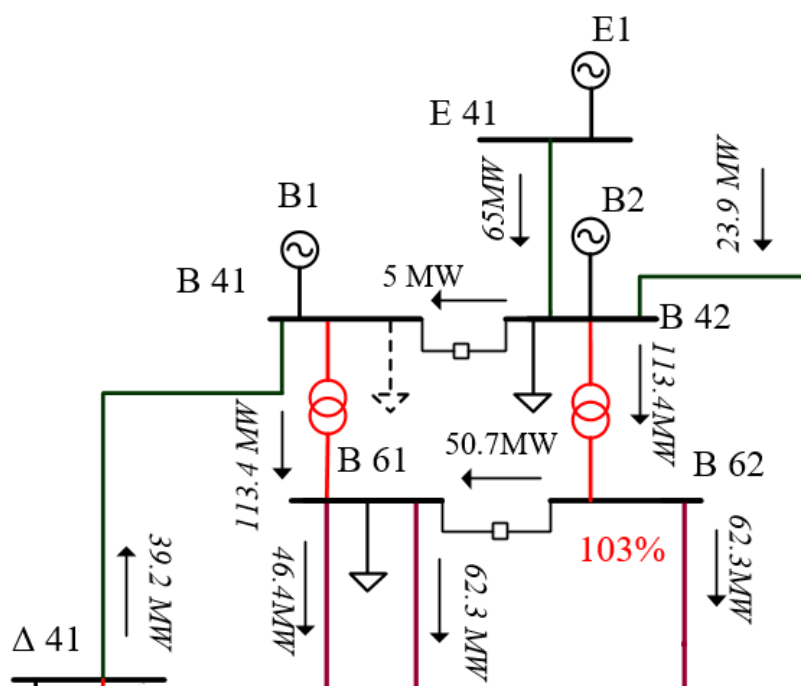 E1
E 41
65MW
23.9 MW
B1
B2
5 MW
B 41
B 42
113.4 MW
113.4MW
B 61
50.7MW
B 62
103%
39.2 MW
46.4MW
62.3 MW
62.3MW
Δ 41